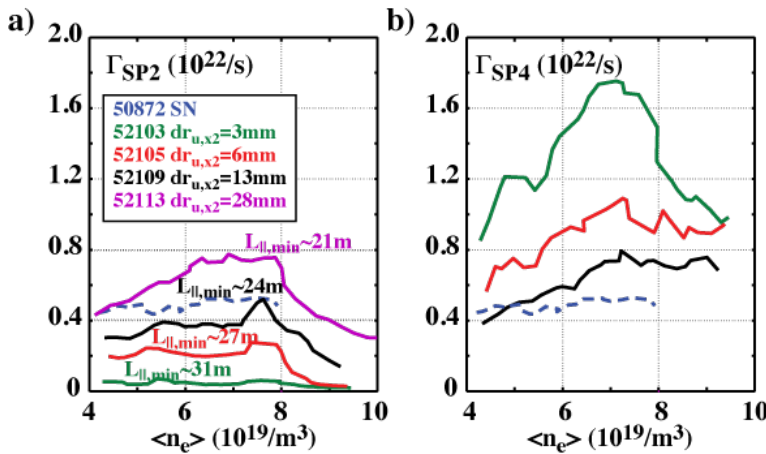 a)
2.0
1.6
1.2
0.8
0.4
0
Γ_SP2 (10^22/s)
50872 SN
52103 dr_u,x2=3mm
52105 dr_u,x2=6mm
52109 dr_u,x2=13mm
52113 dr_u,x2=28mm
L_||,min~21m
L_||,min~24m
L_||,min~27m
L_||,min~31m
4 6 8 10
<n_e> (10^19/m^3)
b)
2.0
1.6
1.2
0.8
0.4
0
Γ_SP4 (10^22/s)
4 6 8 10
<n_e> (10^19/m^3)